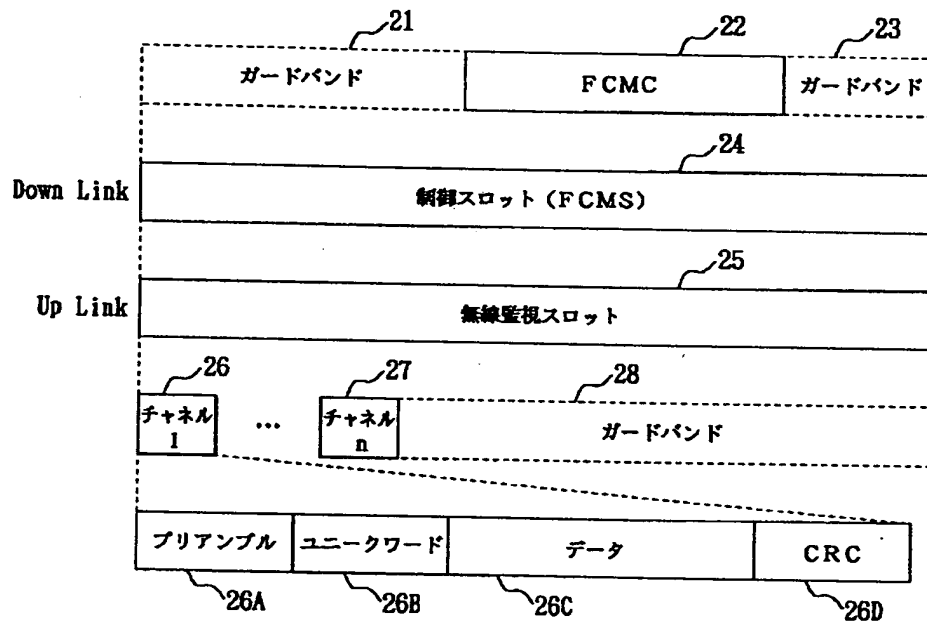 21 22 23
ガードバンド FCMC ガードバンド
24
Down Link 制御スロット(FCMS)
25
Up Link 無線監視スロット
26 27 28
チャネル1 … チャネルn ガードバンド
プリアンブル ユニークワード データ CRC
26A 26B 26C 26D